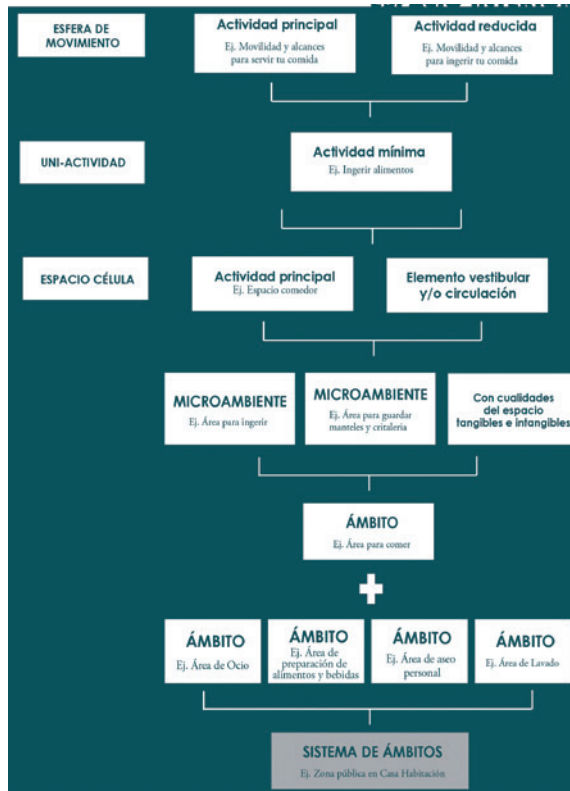 ESFERA DE
MOVIMIENTO
Actividad principal
Ej. Movilidad y alcances
para servir tu comida
Actividad reducida
Ej. Movilidad y alcances
para ingerir tu comida
UNI-ACTIVIDAD
Actividad mínima
Ej. Ingerir alimentos
ESPACIO CÉLULA
Actividad principal
Ej. Espacio comedor
Elemento vestibular
y/o circulación
MICROAMBIENTE
Ej. Área para ingerir
MICROAMBIENTE
Ej. Área para guardar
manteles y critaleria
Con cualidades
del espacio
tangibles e intangibles
ÁMBITO
Ej. Área para comer
ÁMBITO
Ej. Área de Ocio
ÁMBITO
Ej. Área de
preparación de
alimentos y bebidas
ÁMBITO
Ej. Área de aseo
personal
ÁMBITO
Ej. Área de Lavado
SISTEMA DE ÁMBITOS
Ej. Zona pública en Casa Habitación